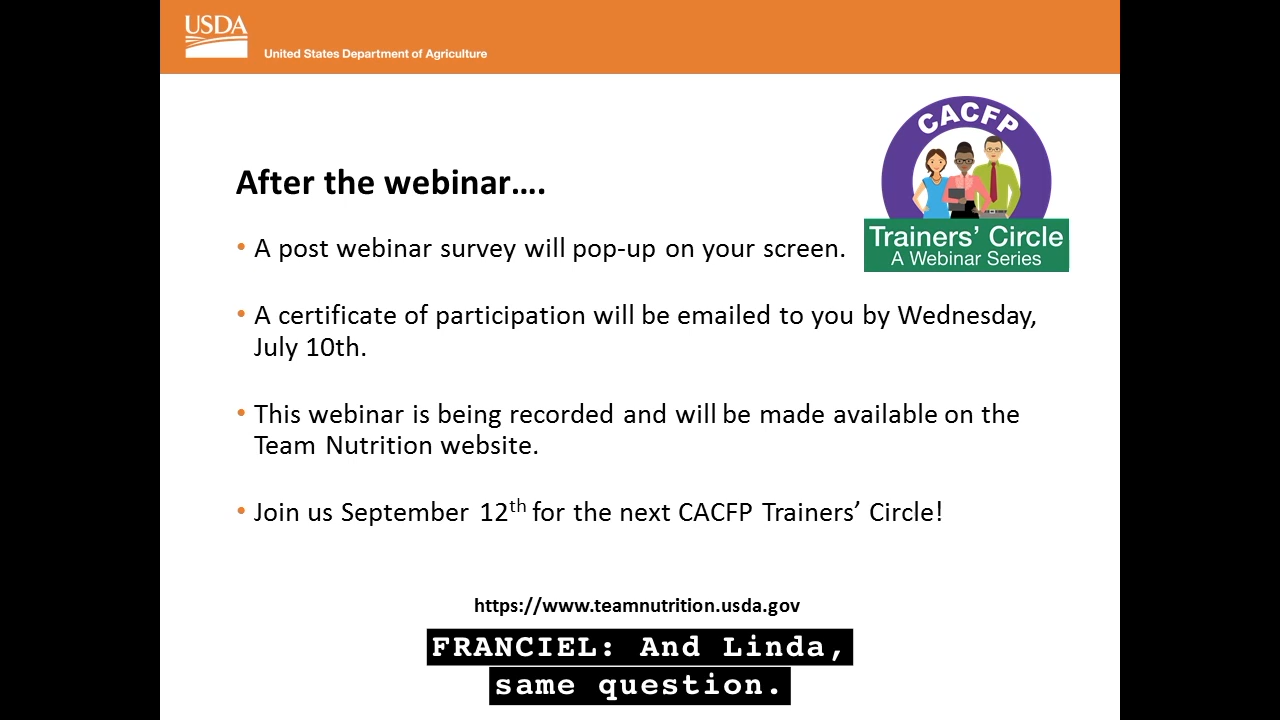 USDA
United States Department of Agriculture
CACFP
Trainers’ Circle
A Webinar Series
After the webinar….
• A post webinar survey will pop-up on your screen.
• A certificate of participation will be emailed to you by Wednesday,
July 10th.
• This webinar is being recorded and will be made available on the
Team Nutrition website.
• Join us September 12th for the next CACFP Trainers’ Circle!
https://www.teamnutrition.usda.gov
FRANCIEL: And Linda,
same question.